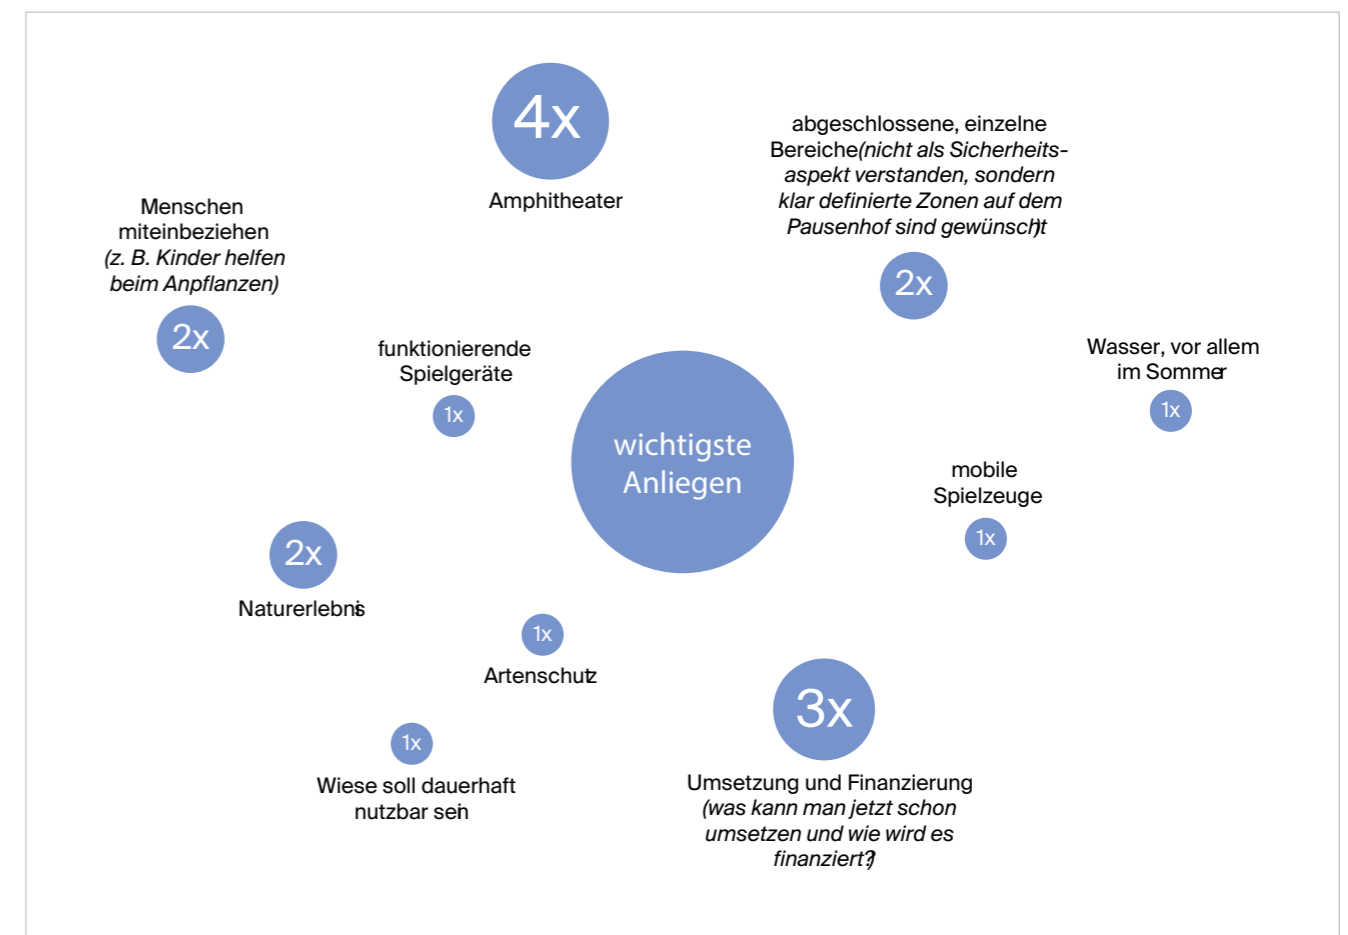 4x
Amphitheater
abgeschlossene, einzelne
Bereiche(nicht als Sicherheits-
aspekt verstanden, sondern
klar definierte Zonen auf dem
Pausenhof sind gewünscht)
2x
Menschen
miteinbeziehen
(z. B. Kinder helfen
beim Anpflanzen)
2x
funktionierende
Spielgeräte
1x
Wasser, vor allem
im Sommer
1x
wichtigste
Anliegen
mobile
Spielzeuge
1x
2x
Naturerlebnis
1x
Artenschutz
1x
Wiese soll dauerhaft
nutzbar sein
3x
Umsetzung und Finanzierung
(was kann man jetzt schon
umsetzen und wie wird es
finanziert?)